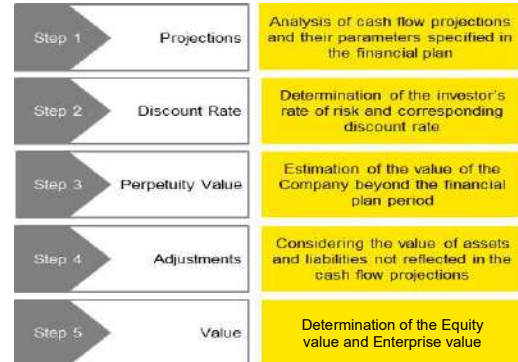 Step 1
Projections
Analysis of cash flow projections
and their parameters specified in
the financial plan
Step 2
Discount Rate
Determination of the investor's
rate of risk and corresponding
discount rate
Step 3
Perpetuity Value
Estimation of the value of the
Company beyond the financial
plan period
Step 4
Adjustments
Considering the value of assets
and liabilities not reflected in the
cash flow projections
Step 5
Value
Determination of the Equity
value and Enterprise value